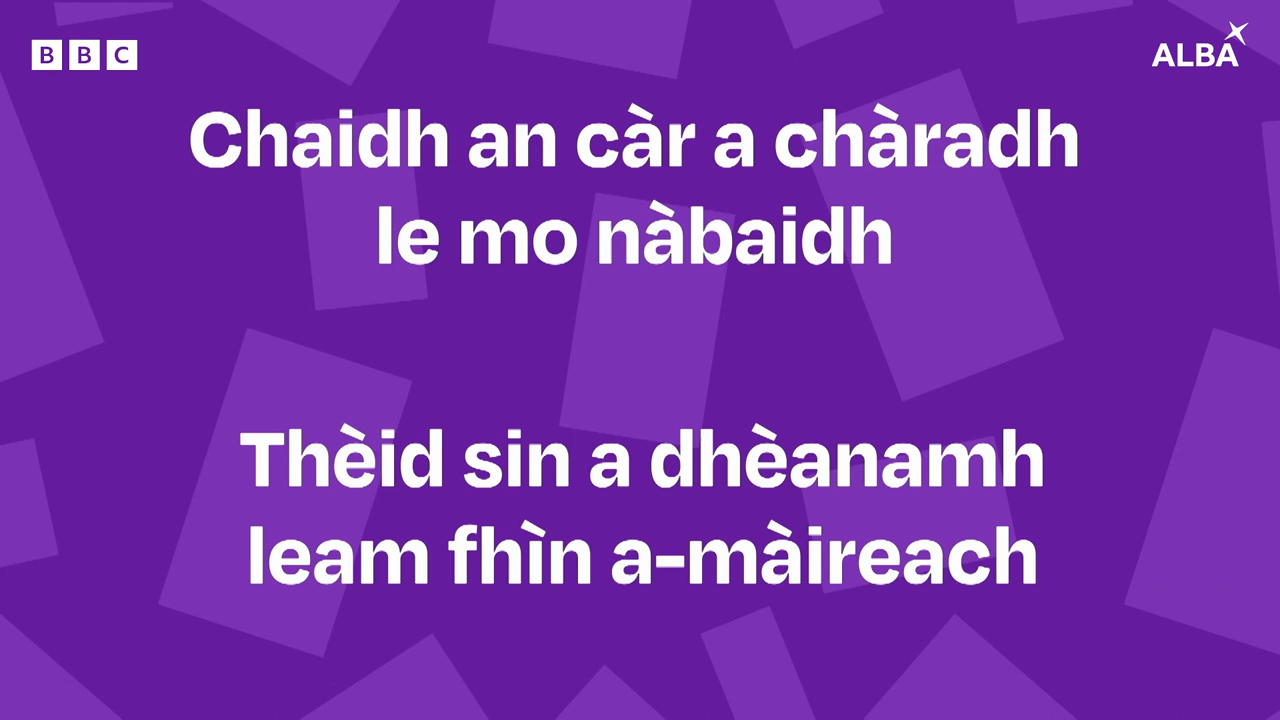 BBC
ALBA
Chaidh an càr a chàradh
le mo nàbaidh
Thèid sin a dhèanamh
leam fhìn a-màireach